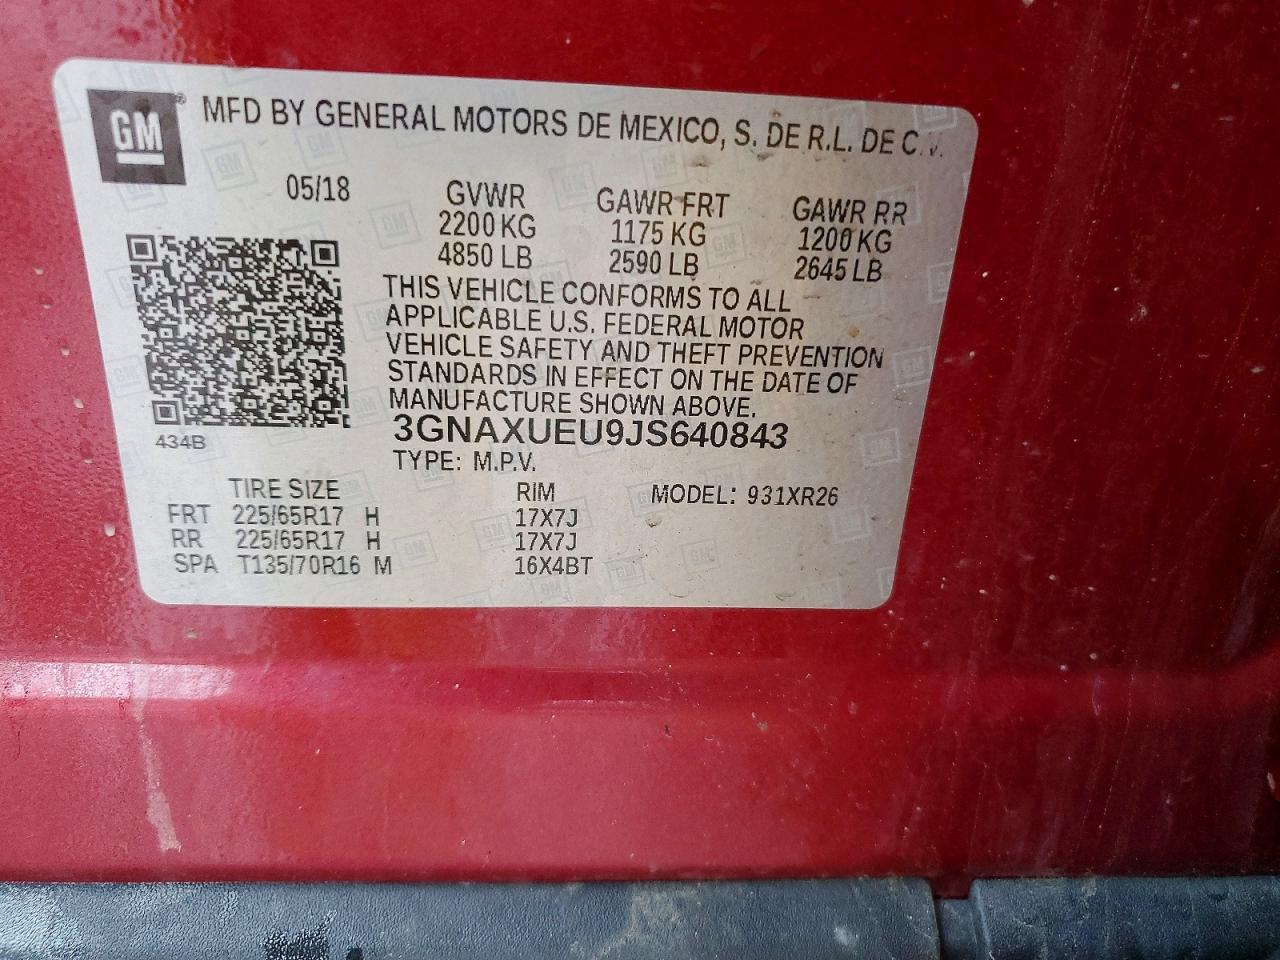 GM
MFD BY GENERAL MOTORS DE MEXICO, S. DE R.L. DE C.V.
05/18 GVWR GAWR FRT GAWR RR
2200 KG 1175 KG 1200 KG
4850 LB 2590 LB 2645 LB
THIS VEHICLE CONFORMS TO ALL
APPLICABLE U.S. FEDERAL MOTOR
VEHICLE SAFETY AND THEFT PREVENTION
STANDARDS IN EFFECT ON THE DATE OF
MANUFACTURE SHOWN ABOVE.
434B
3GNAXUEU9JS640843
TYPE: M.P.V.
TIRE SIZE RIM MODEL: 931XR26
FRT 225/65R17 H 17X7J
RR 225/65R17 H 17X7J
SPA T135/70R16 M 16X4BT